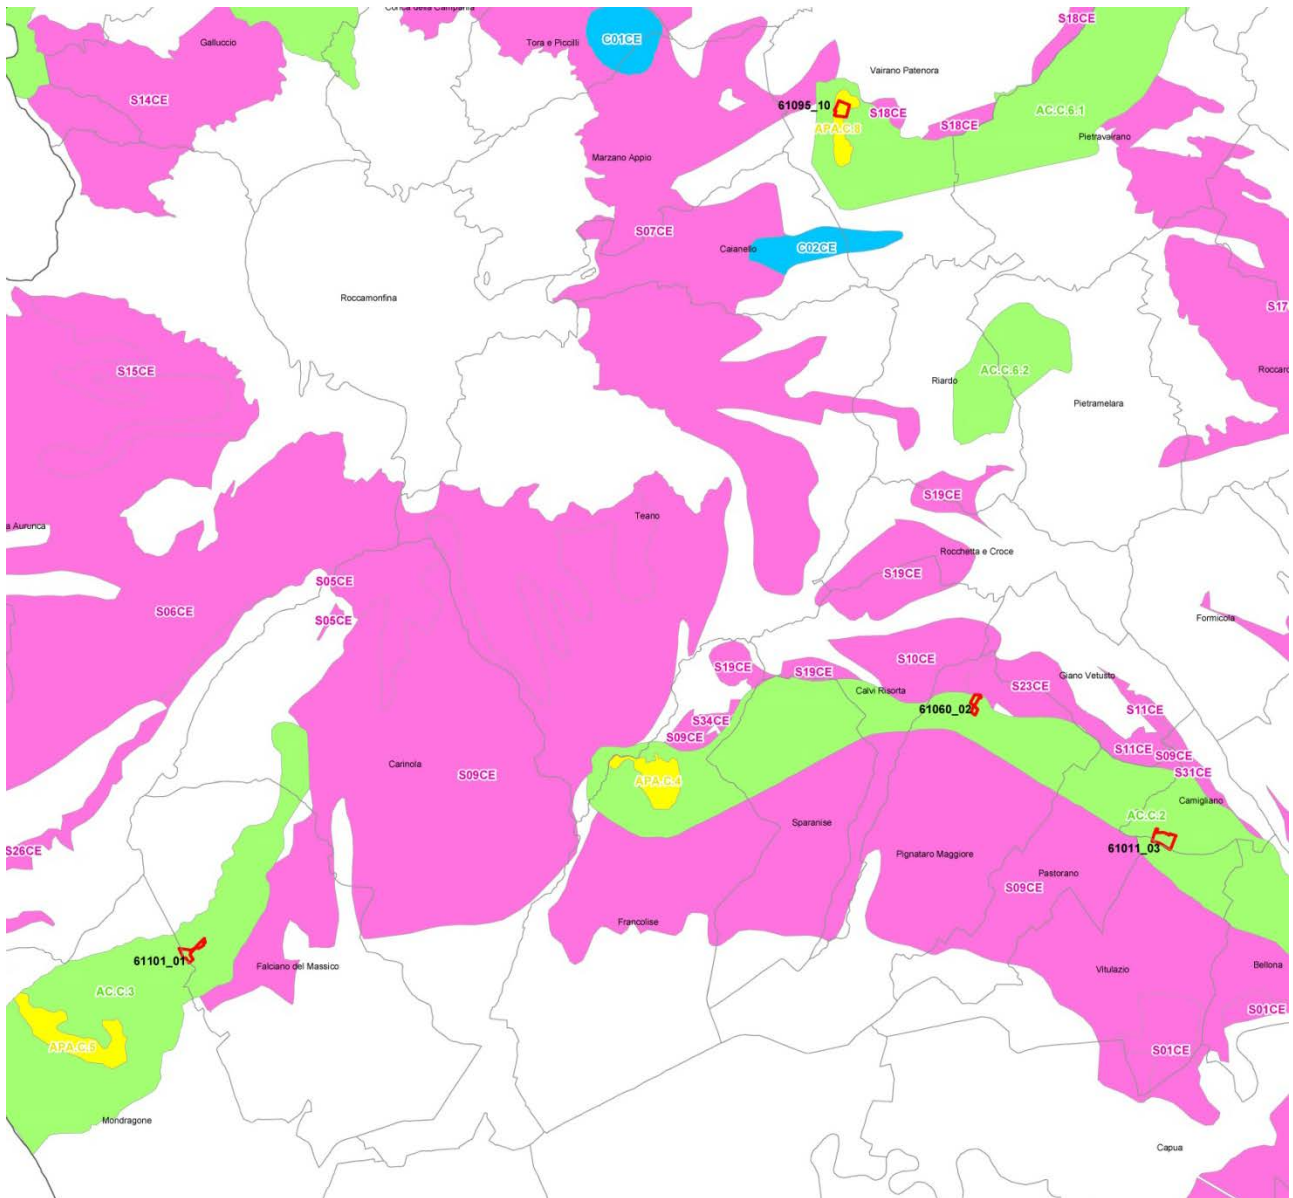 Conca della Campania
S18CE
Galluccio
Tora e Piccilli
C01CE
Vairano Patenora
S14CE
61095_10
S18CE
AC.C.6.1
APA.C.8
S18CE
Pietravairano
Marzano Appio
S07CE
Caianello
C02CE
Roccamonfina
S17
S15CE
AC.C.6.2
Roccaro
Riardo
Pietramelara
S19CE
Teano
a Aurunca
Rocchetta e Croce
S19CE
S05CE
S06CE
S05CE
Formicola
S10CE
S19CE
S19CE
Giano Vetusto
S23CE
Calvi Risorta
61060_02
S11CE
S34CE
S09CE
S11CE
S09CE
S31CE
Carinola
S09CE
APA.C.4
Camigliano
AC.C.2
Sparanise
61011_03
S26CE
Pignataro Maggiore
Pastorano
S09CE
Francolise
61101_01
Falciano del Massico
Vitulazio
Bellona
AC.C.3
S01CE
APA.C.5
S01CE
Mondragone
Capua